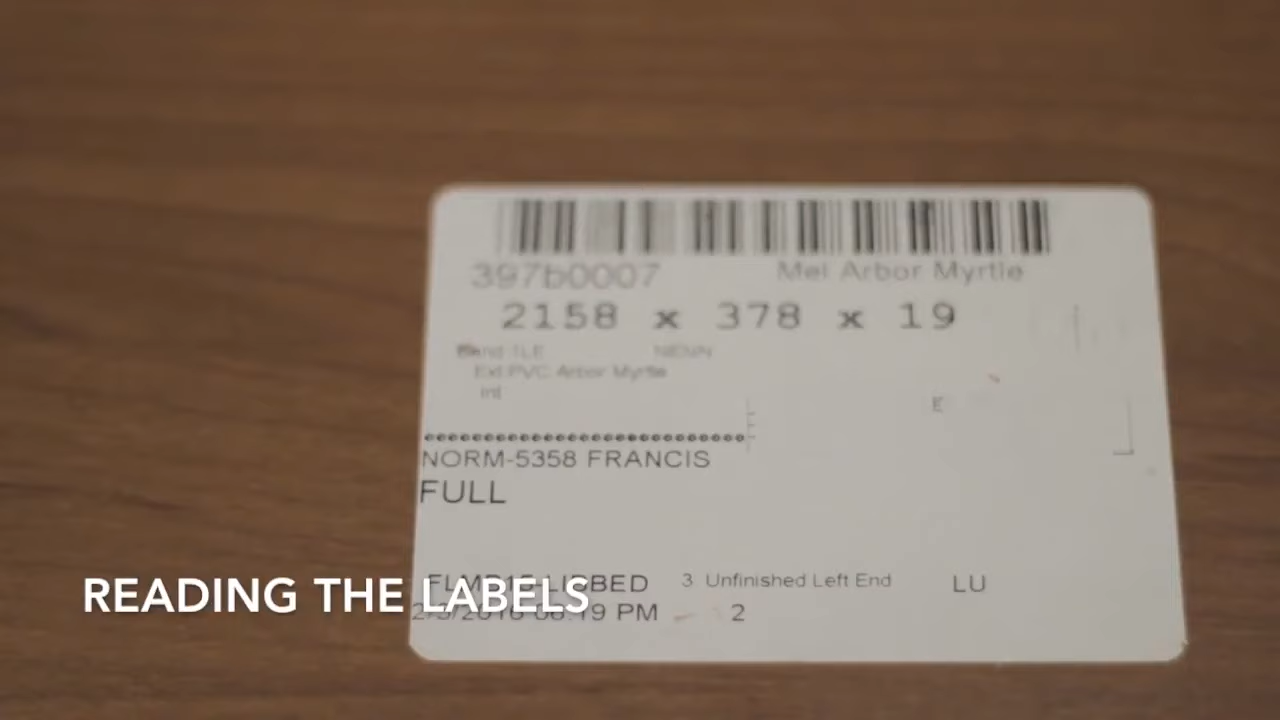 397b0007 Mel Arbor Myrtle
2158 x 378 x 19
Ext PVC Arbor Myrtle
Int
E
NORM-5358 FRANCIS
FULL
3 Unfinished Left End LU
PM 2
READING THE LABELS